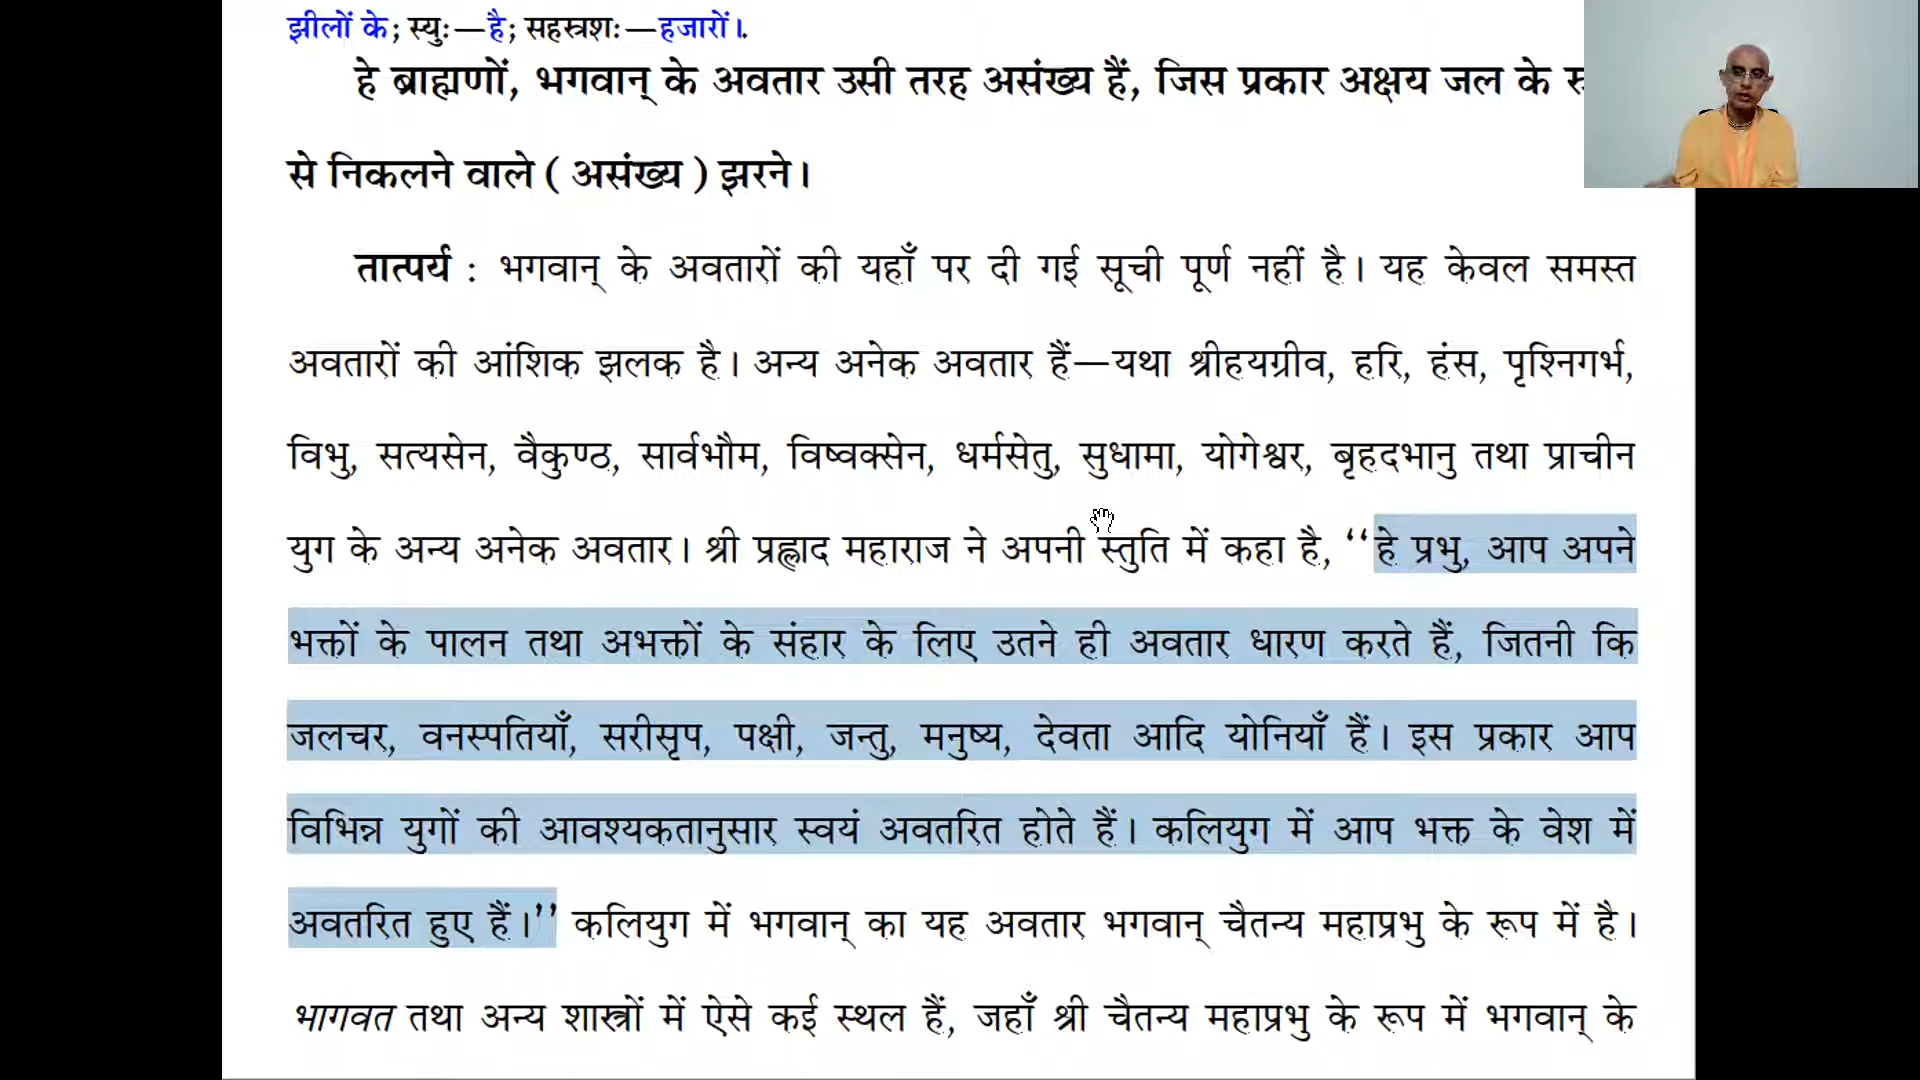 झीलों के; स्युः—है; सहस्त्रशः—हजारों।.
हे ब्राह्मणों, भगवान् के अवतार उसी तरह असंख्य हैं, जिस प्रकार अक्षय जल के
से निकलने वाले ( असंख्य ) झरने।
तात्पर्य : भगवान् के अवतारों की यहाँ पर दी गई सूची पूर्ण नहीं है। यह केवल समस्त
अवतारों की आंशिक झलक है। अन्य अनेक अवतार हैं—यथा श्रीहयग्रीव, हरि, हंस, पृश्निगर्भ,
विभु, सत्यसेन, वैकुण्ठ, सार्वभौम, विष्वक्सेन, धर्मसेतु, सुधामा, योगेश्वर, बृहदभानु तथा प्राचीन
युग के अन्य अनेक अवतार। श्री प्रह्लाद महाराज ने अपनी स्तुति में कहा है, ‘‘हे प्रभु, आप अपने
भक्तों के पालन तथा अभक्तों के संहार के लिए उतने ही अवतार धारण करते हैं, जितनी कि
जलचर, वनस्पतियाँ, सरीसृप, पक्षी, जन्तु, मनुष्य, देवता आदि योनियाँ हैं। इस प्रकार आप
विभिन्न युगों की आवश्यकतानुसार स्वयं अवतरित होते हैं। कलियुग में आप भक्त के वेश में
अवतरित हुए हैं।’’ कलियुग में भगवान् का यह अवतार भगवान् चैतन्य महाप्रभु के रूप में है।
भागवत तथा अन्य शास्त्रों में ऐसे कई स्थल हैं, जहाँ श्री चैतन्य महाप्रभु के रूप में भगवान् के